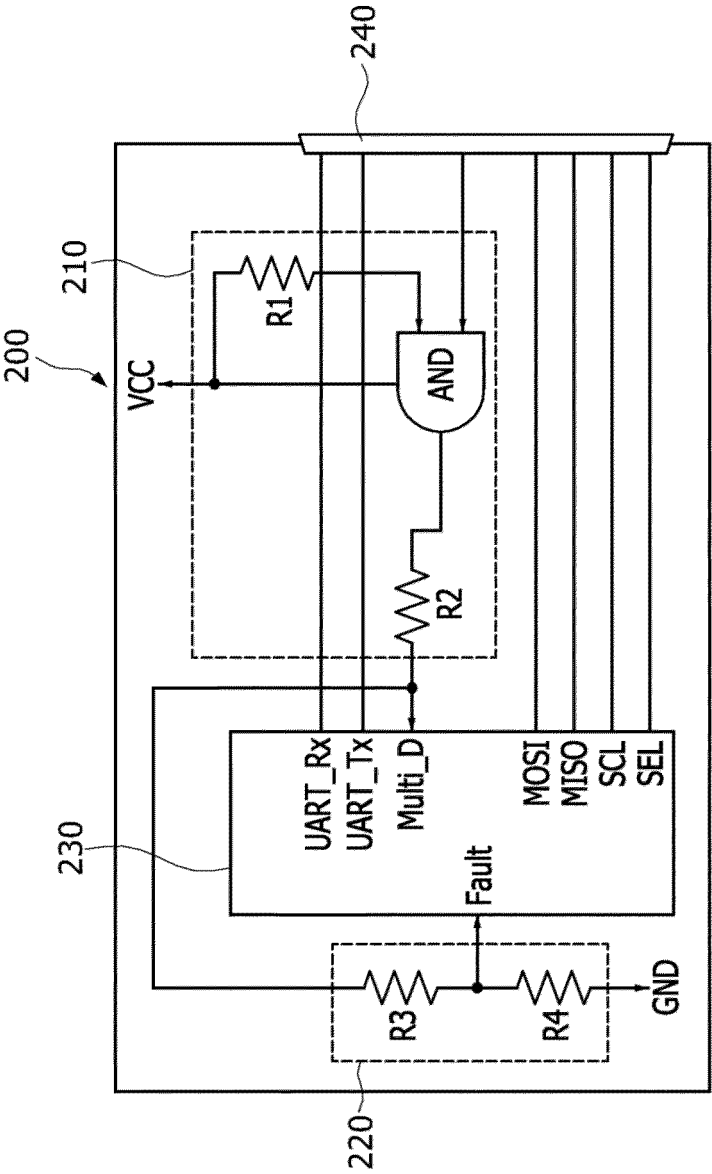 240
210
200
VCC
R1
AND
R2
230
UART_Rx
UART_Tx
Multi_D
MOSI
MISO
SCL
SEL
Fault
R3
R4
GND
220